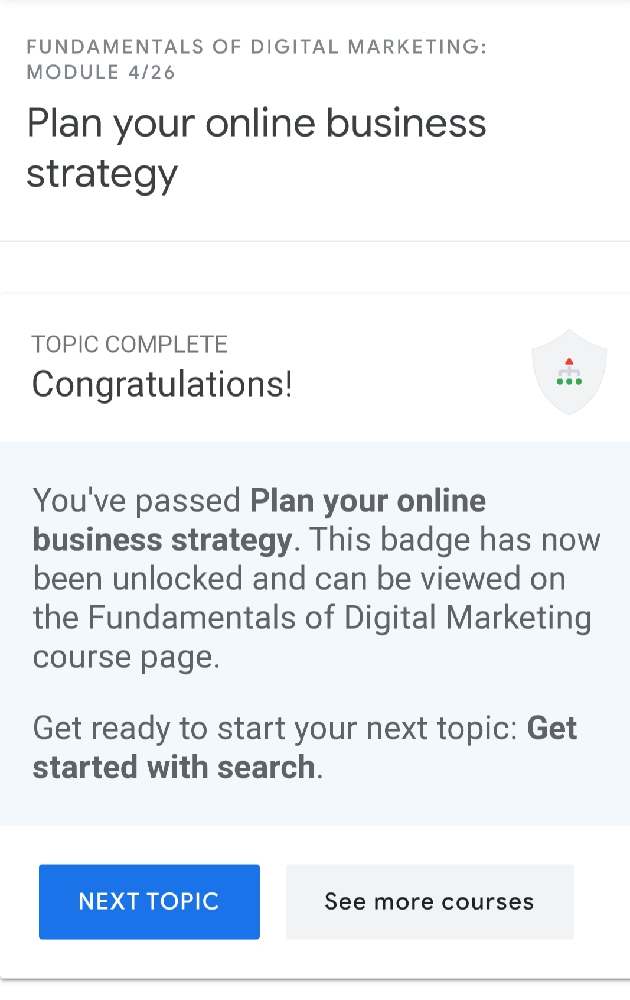 FUNDAMENTALS OF DIGITAL MARKETING:
MODULE 4/26
Plan your online business
strategy
TOPIC COMPLETE
Congratulations!
You've passed Plan your online
business strategy. This badge has now
been unlocked and can be viewed on
the Fundamentals of Digital Marketing
course page.
Get ready to start your next topic: Get
started with search.
NEXT TOPIC
See more courses